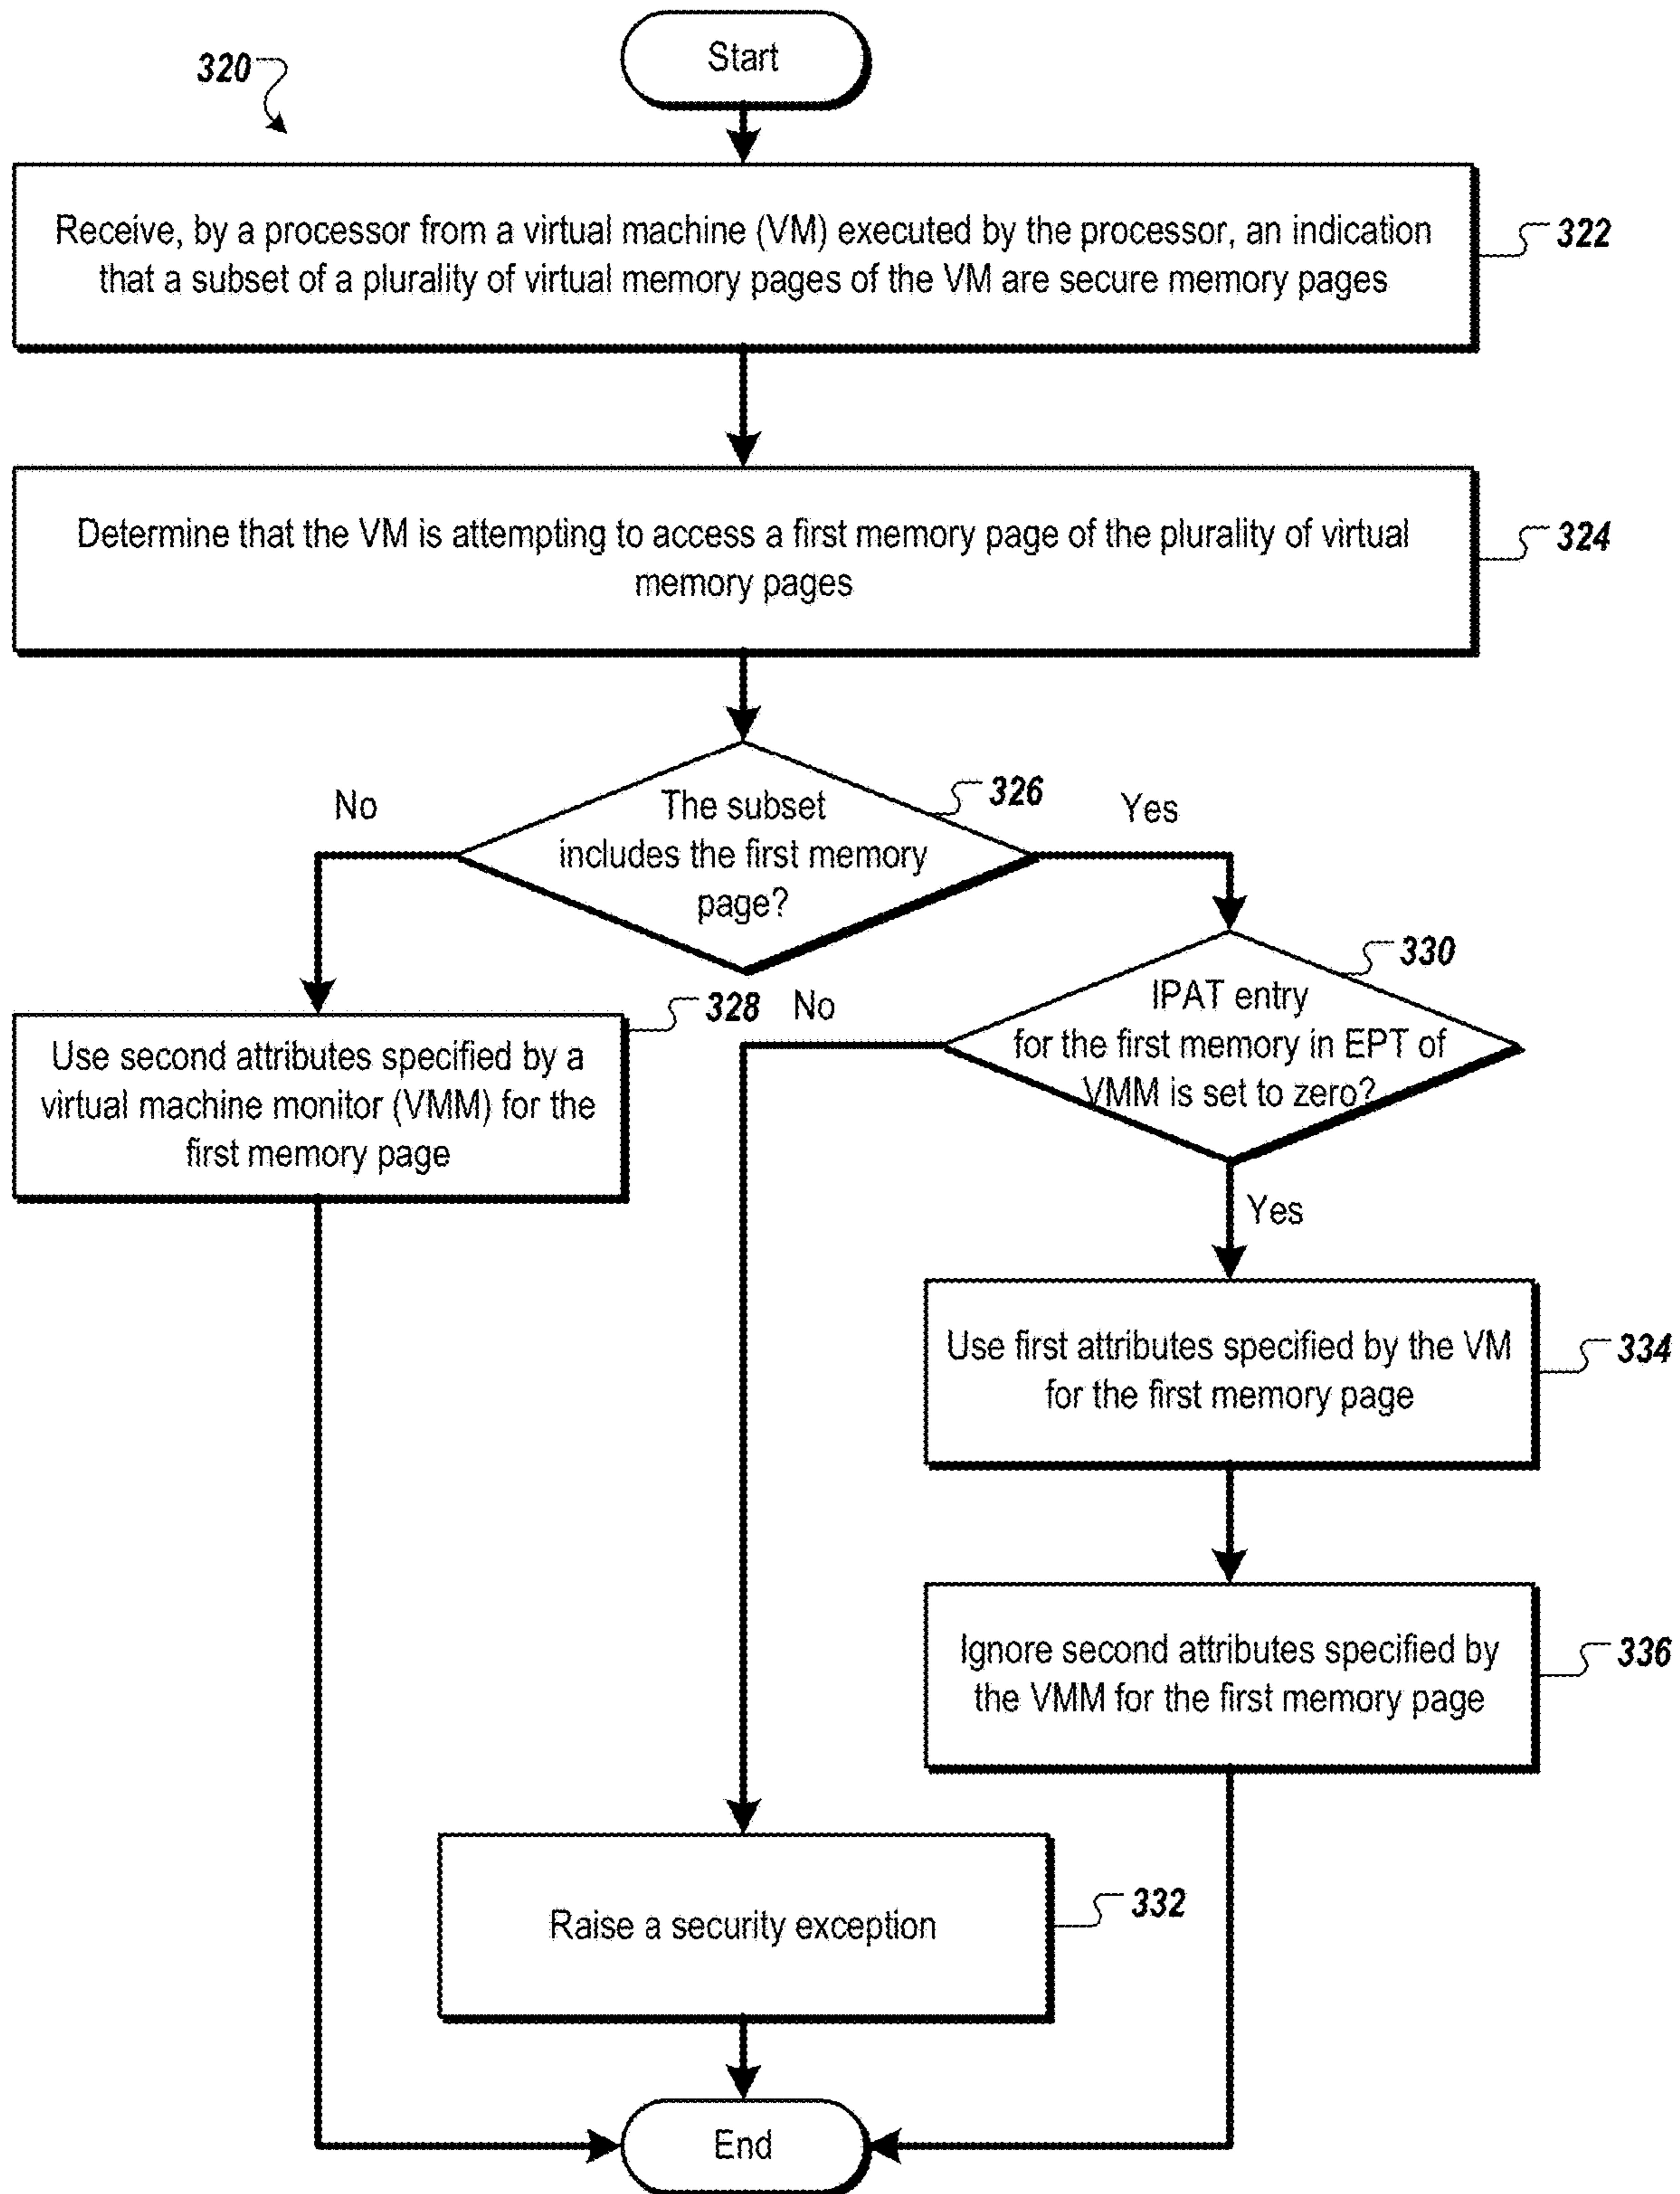 Start
320
Receive, by a processor from a virtual machine (VM) executed by the processor, an indication
that a subset of a plurality of virtual memory pages of the VM are secure memory pages
322
Determine that the VM is attempting to access a first memory page of the plurality of virtual
memory pages
324
No
The subset
includes the first memory
page?
326
Yes
Use second attributes specified by a
virtual machine monitor (VMM) for the
first memory page
328
No
IPAT entry
for the first memory in EPT of
VMM is set to zero?
330
Yes
Use first attributes specified by the VM
for the first memory page
334
Ignore second attributes specified by
the VMM for the first memory page
336
Raise a security exception
332
End